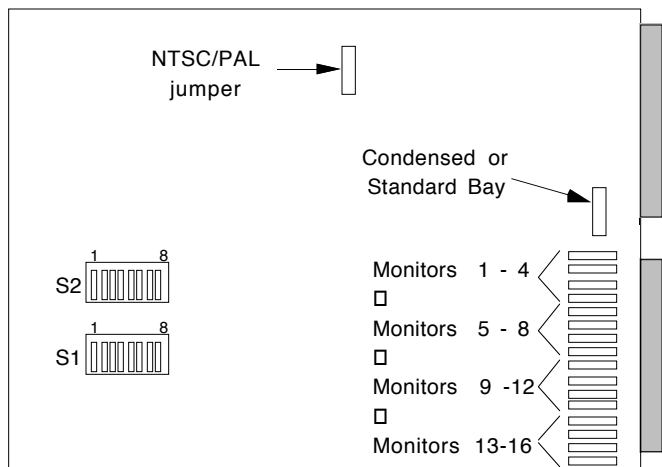 NTSC/PAL
jumper
Condensed or
Standard Bay
1 8
S2
1 8
S1
Monitors 1 - 4
Monitors 5 - 8
Monitors 9 -12
Monitors 13-16